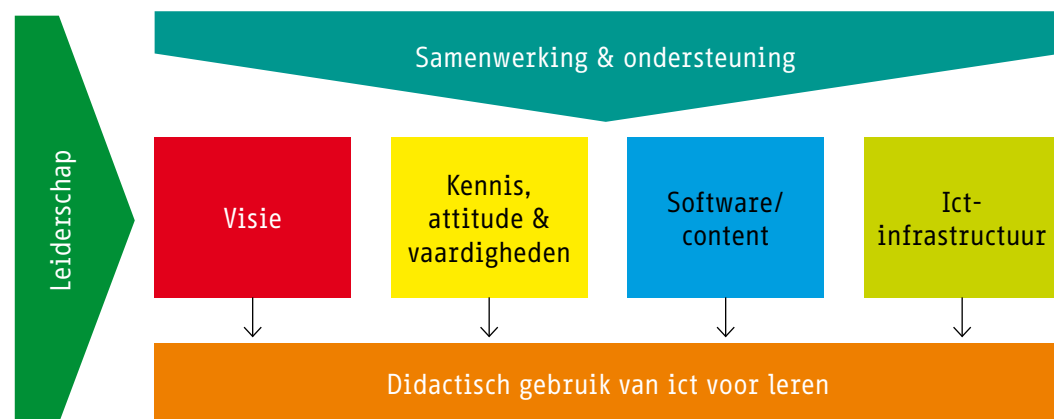 Leiderschap
Samenwerking & ondersteuning
Visie
Kennis,
attitude &
vaardigheden
Software/
content
Ict-
infrastructuur
Didactisch gebruik van ict voor leren